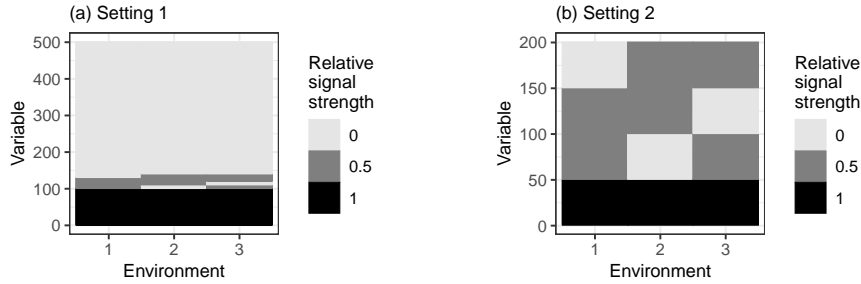 (a) Setting 1
500
400
300
200
100
0
Variable
1 2 3
Environment
Relative
signal
strength
0
0.5
1
(b) Setting 2
200
150
100
50
0
Variable
1 2 3
Environment
Relative
signal
strength
0
0.5
1